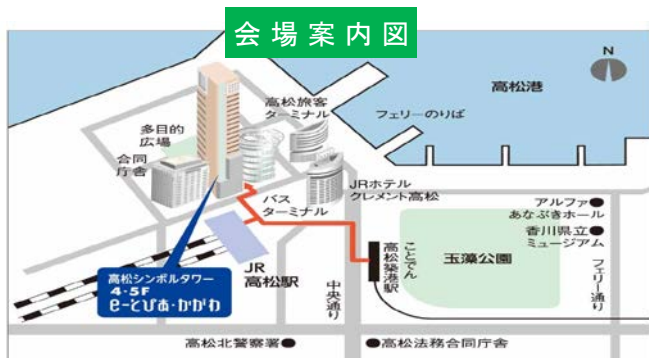 会場案内図
N
高松港
高松旅客
ターミナル
フェリーのりば
多目的
広場
合同
庁舎
JRホテル
クレメント高松
バス
ターミナル
アルファ
あなぶきホール
香川県立
ミュージアム
玉藻公園
ことでん
高松築港駅
JR
高松駅
高松シンボルタワー
4・5F
e-とぴあ・かがわ
中央通り
フェリー通り
高松北警察署
高松法務合同庁舎